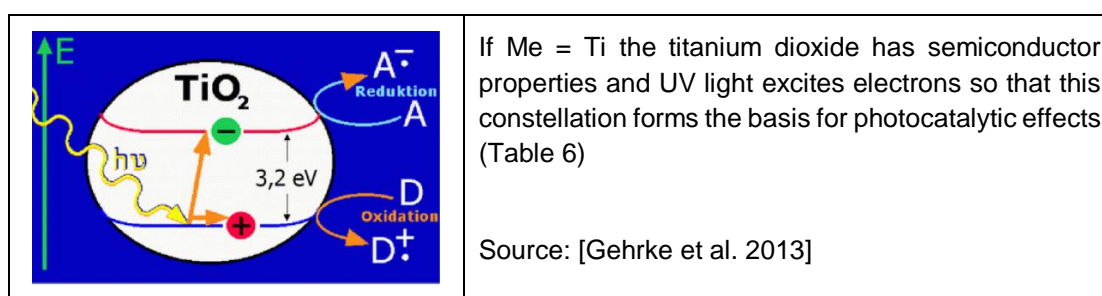 E
TiO₂
hυ
3,2 eV
−
+
A•̄
Reduktion
A
D
Oxidation
D•⁺
If Me = Ti the titanium dioxide has semiconductor
properties and UV light excites electrons so that this
constellation forms the basis for photocatalytic effects
(Table 6)
Source: [Gehrke et al. 2013]